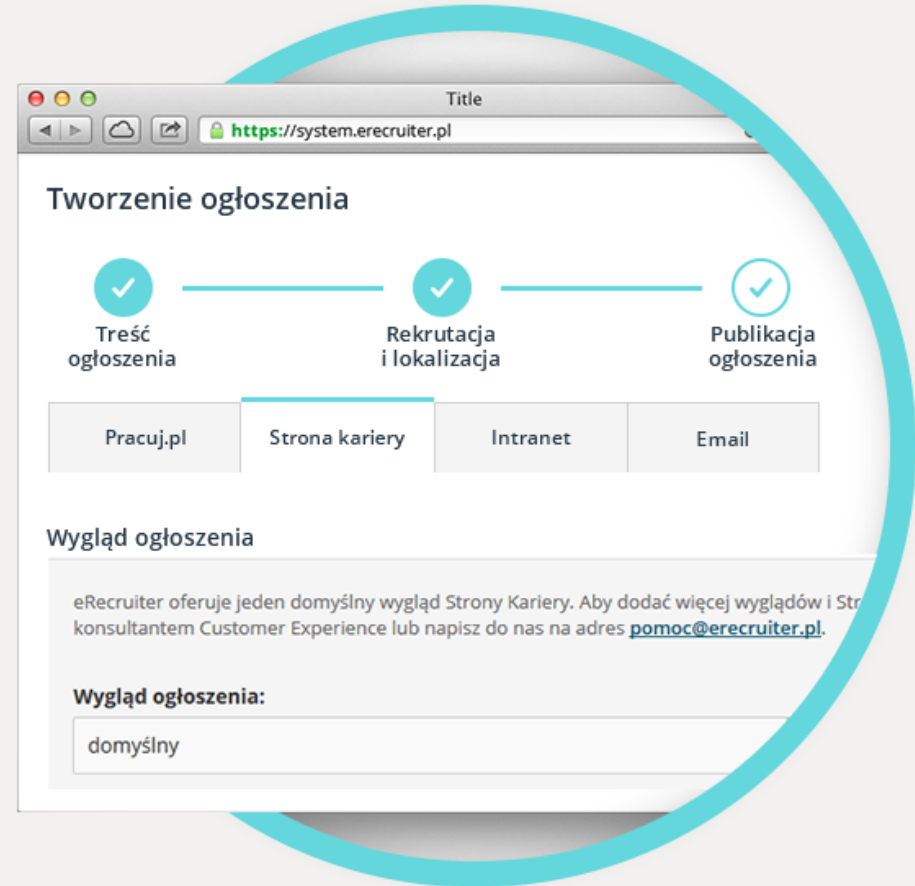 Title
https://system.erecruiter.pl
Tworzenie ogłoszenia
Treść
ogłoszenia
Rekrutacja
i lokalizacja
Publikacja
ogłoszenia
Pracuj.pl
Strona kariery
Intranet
Email
Wygląd ogłoszenia
eRecruiter oferuje jeden domyślny wygląd Strony Kariery. Aby dodać więcej wyglądów i
konsultantem Customer Experience lub napisz do nas na adres pomoc@erecruiter.pl.
Wygląd ogłoszenia:
domyślny